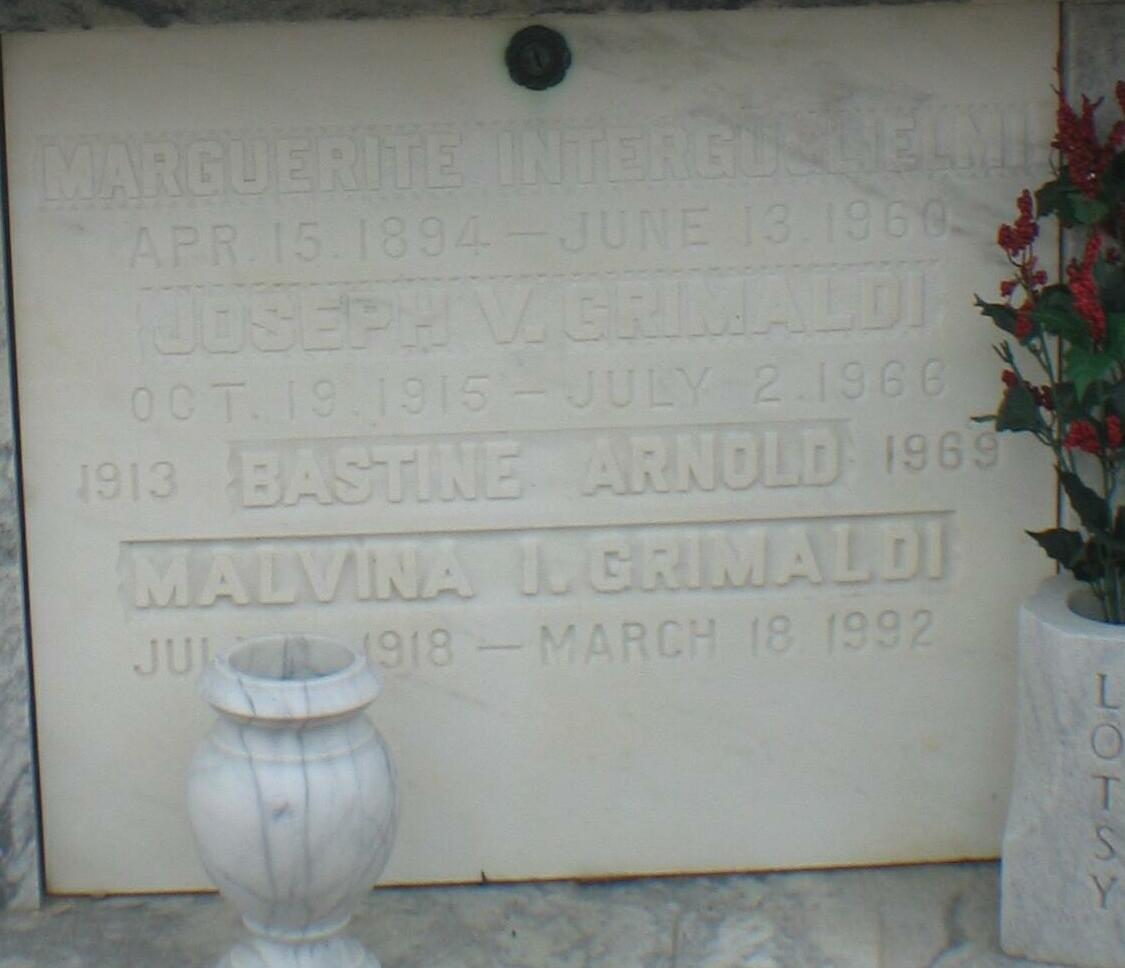 MARGUERITE INTERGUGLIELMI
APR. 15. 1894 — JUNE 13. 1960
JOSEPH V. GRIMALDI
OCT. 19. 1915 — JULY 2. 1966
1913 BASTINE ARNOLD 1969
MALVINA I. GRIMALDI
1918 — MARCH 18. 1992
LOTSY